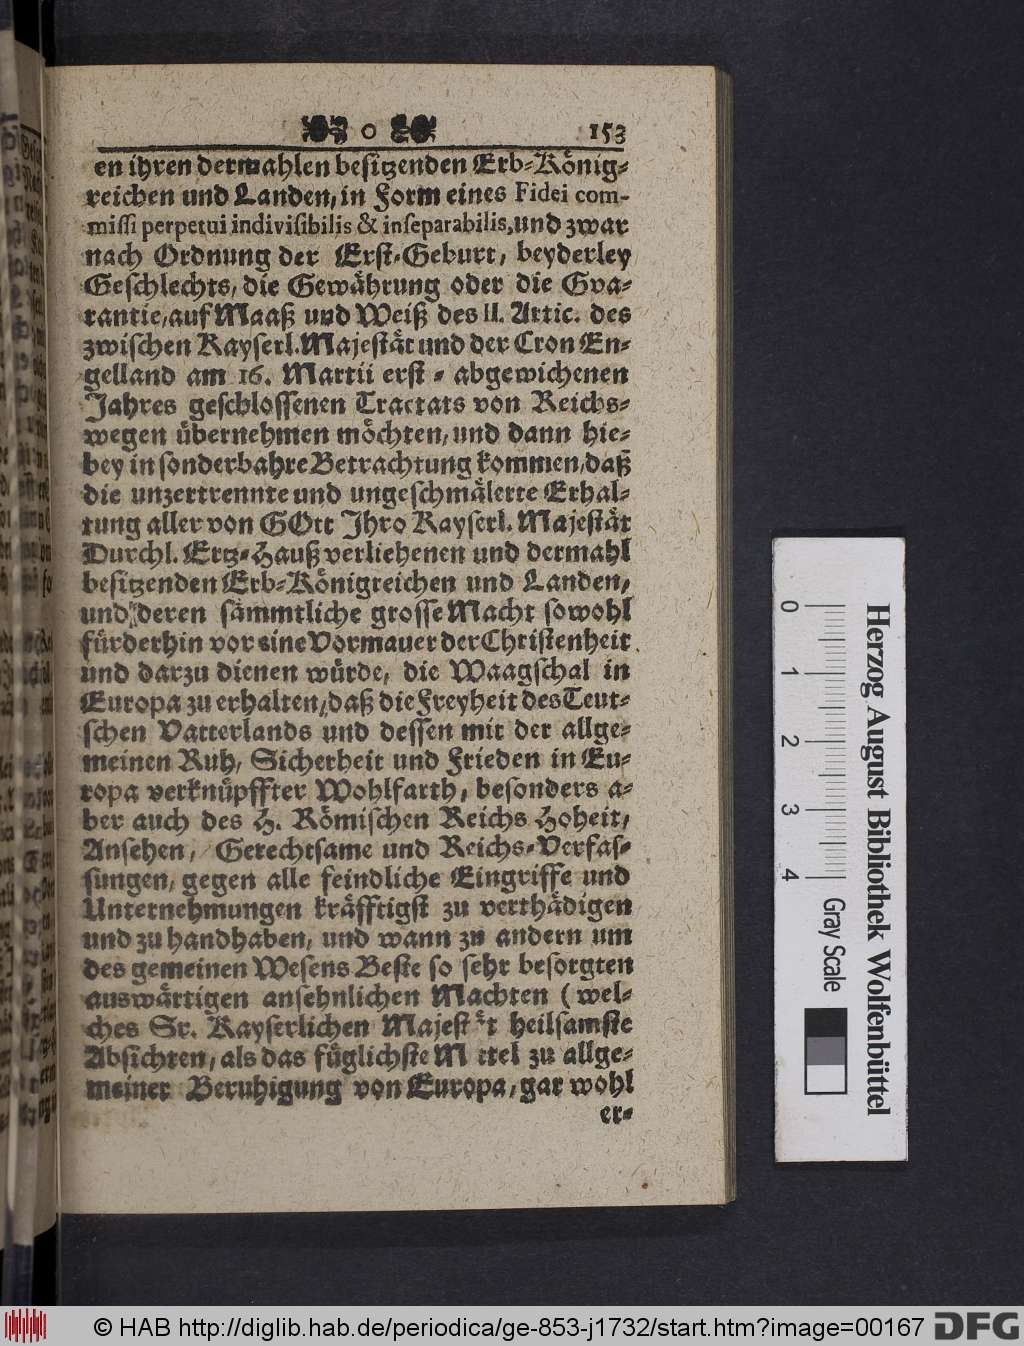 153
en ihren dermahlen besitzenden Erb-König-
reichen und Landen, in Form eines Fidei com-
missi perpetui indivisibilis & inseparabilis, und zwar
nach Ordnung der Erst-Geburt, beyderley
Geschlechts, die Gewährung oder die Gva-
rantie, auf Maaß und Weiß des II. Artic. des
zwischen Kayserl. Majestät und der Cron En-
gelland am 16. Martii erst-abgewichenen
Jahres geschlossenen Tractats von Reichs-
wegen übernehmen möchten, und dann hie-
bey in sonderbahre Betrachtung kommen, daß
die unzertrennte und ungeschmälerte Erhal-
tung aller von GOtt Ihro Kayserl. Majestät
Durchl. Ertz-Hauß verliehenen und dermahl
besitzenden Erb-Königreichen und Landen,
und deren sämmtliche grosse Macht sowohl
fürderhin vor eine Vormauer der Christenheit
und darzu dienen würde, die Waagschal in
Europa zu erhalten, daß die Freyheit des Teut-
schen Vatterlands und dessen mit der allge-
meinen Ruh, Sicherheit und Frieden in Eu-
ropa verknüpffter Wohlfarth, besonders a-
ber auch des H. Römischen Reichs Hoheit,
Ansehen, Gerechtsame und Reichs-Verfas-
sungen, gegen alle feindliche Eingriffe und
Unternehmungen kräfftigst zu verthädigen
und zu handhaben, und wann zu andern um
des gemeinen Wesens Beste so sehr besorgten
auswärtigen ansehnlichen Machten (wel-
ches Sr. Kayserlichen Majestät heilsamste
Absichten, als das füglichste Mittel zu allge-
meiner Beruhigung von Europa, gar wohl
er-
Herzog August Bibliothek Wolfenbüttel
0 1 2 3 4 Gray Scale
© HAB http://diglib.hab.de/periodica/ge-853-j1732/start.htm?image=00167
DFG